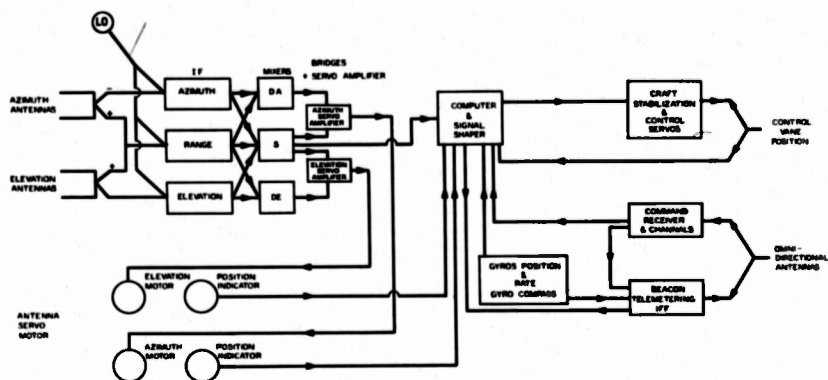 LO
IF
MIXERS
BRIDGES
+ SERVO AMPLIFIER
AZIMUTH
ANTENNAS
-
+
AZIMUTH
DA
AZIMUTH
SERVO
AMPLIFIER
RANGE
S
ELEVATION
ANTENNAS
+
-
ELEVATION
DE
ELEVATION
SERVO
AMPLIFIER
COMPUTER
&
SIGNAL
SHAPER
CRAFT
STABILIZATION
&
CONTROL
SERVOS
CONTROL
VANE
POSITION
COMMAND
RECEIVER
& CHANNELS
OMNI-
DIRECTIONAL
ANTENNAS
GYROS POSITION
&
RATE
GYRO COMPASS
BEACON
TELEMETERING
IFF
ANTENNA
SERVO
MOTOR
ELEVATION
MOTOR
POSITION
INDICATOR
AZIMUTH
MOTOR
POSITION
INDICATOR